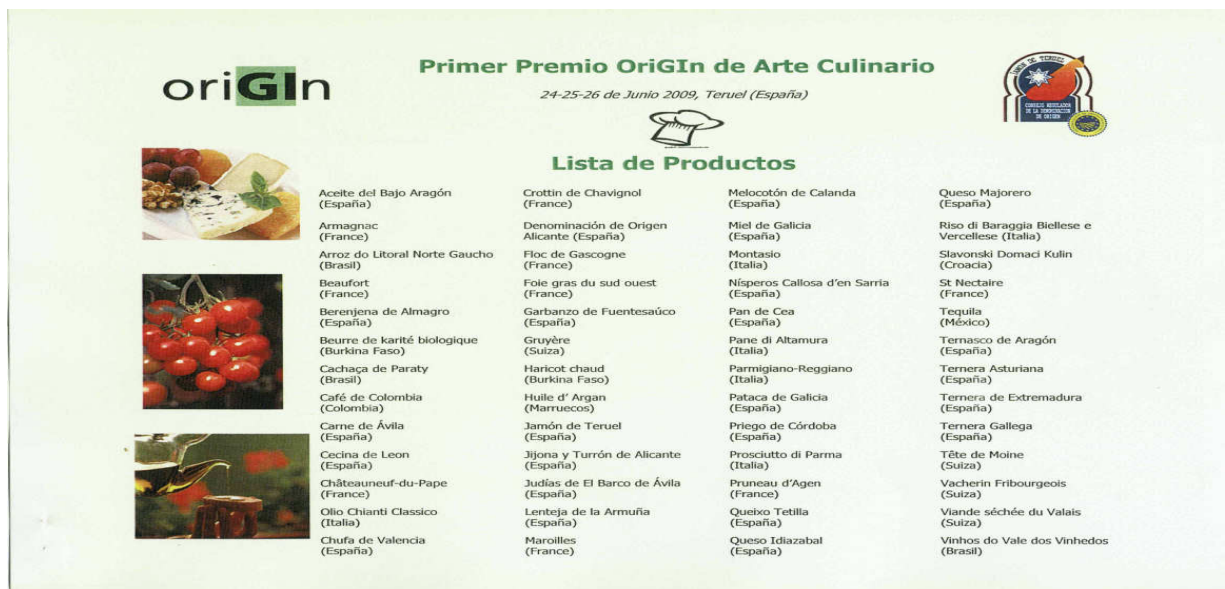 oriGIn
Primer Premio OriGIn de Arte Culinario
24-25-26 de Junio 2009, Teruel (España)
JAMON DE TERUEL
CONSEJO REGULADOR
DE LA DENOMINACION
DE ORIGEN
Lista de Productos
Aceite del Bajo Aragón
(España)
Armagnac
(France)
Arroz do Litoral Norte Gaucho
(Brasil)
Beaufort
(France)
Berenjena de Almagro
(España)
Beurre de karité biologique
(Burkina Faso)
Cachaça de Paraty
(Brasil)
Café de Colombia
(Colombia)
Carne de Ávila
(España)
Cecina de Leon
(España)
Châteauneuf-du-Pape
(France)
Olio Chianti Classico
(Italia)
Chufa de Valencia
(España)
Crottin de Chavignol
(France)
Denominación de Origen
Alicante (España)
Floc de Gascogne
(France)
Foie gras du sud ouest
(France)
Garbanzo de Fuentesaúco
(España)
Gruyère
(Suiza)
Haricot chaud
(Burkina Faso)
Huile d' Argan
(Marruecos)
Jamón de Teruel
(España)
Jijona y Turrón de Alicante
(España)
Judías de El Barco de Ávila
(España)
Lenteja de la Armuña
(España)
Maroilles
(France)
Melocotón de Calanda
(España)
Miel de Galicia
(España)
Montasio
(Italia)
Nísperos Callosa d'en Sarria
(España)
Pan de Cea
(España)
Pane di Altamura
(Italia)
Parmigiano-Reggiano
(Italia)
Pataca de Galicia
(España)
Priego de Córdoba
(España)
Prosciutto di Parma
(Italia)
Pruneau d'Agen
(France)
Queixo Tetilla
(España)
Queso Idiazabal
(España)
Queso Majorero
(España)
Riso di Baraggia Biellese e
Vercellese (Italia)
Slavonski Domaci Kulin
(Croacia)
St Nectaire
(France)
Tequila
(México)
Ternasco de Aragón
(España)
Ternera Asturiana
(España)
Ternera de Extremadura
(España)
Ternera Gallega
(España)
Tête de Moine
(Suiza)
Vacherin Fribourgeois
(Suiza)
Viande séchée du Valais
(Suiza)
Vinhos do Vale dos Vinhedos
(Brasil)